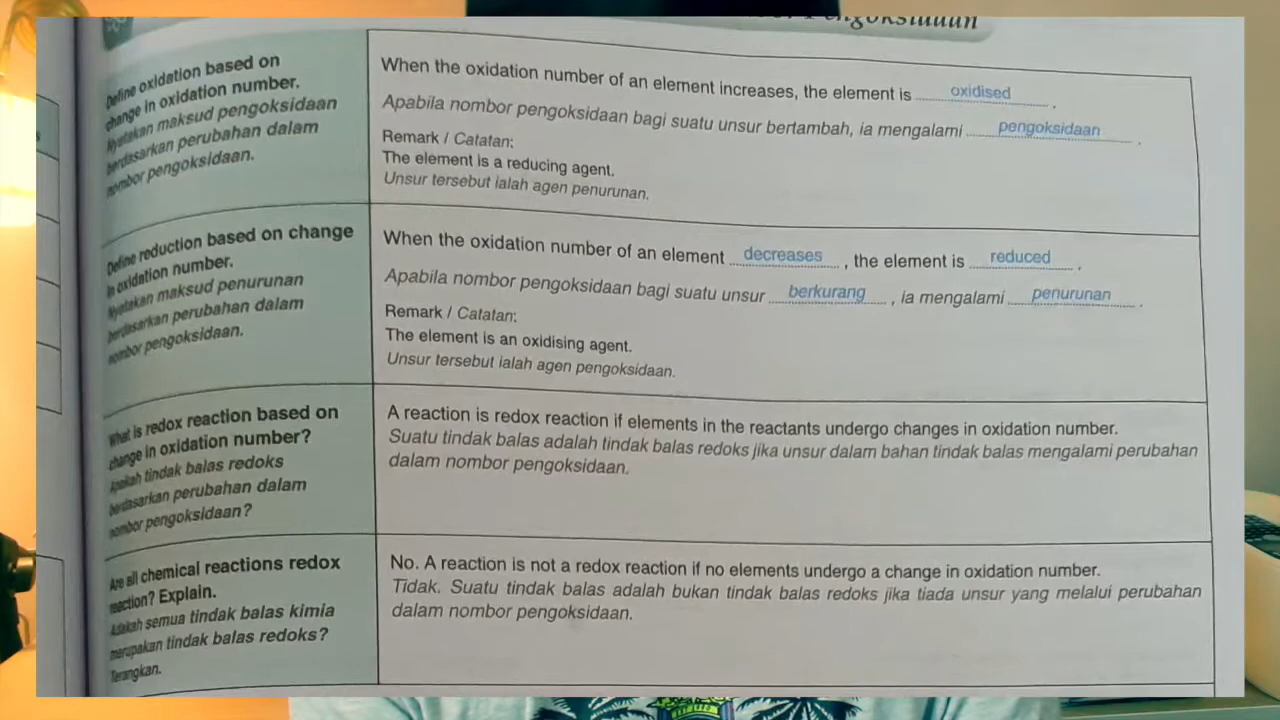 Define oxidation based on
change in oxidation number.
Nyatakan maksud pengoksidaan
berdasarkan perubahan dalam
nombor pengoksidaan.
When the oxidation number of an element increases, the element is oxidised.
Apabila nombor pengoksidaan bagi suatu unsur bertambah, ia mengalami pengoksidaan.
Remark / Catatan:
The element is a reducing agent.
Unsur tersebut ialah agen penurunan.
Define reduction based on change
in oxidation number.
Nyatakan maksud penurunan
berdasarkan perubahan dalam
nombor pengoksidaan.
When the oxidation number of an element decreases, the element is reduced.
Apabila nombor pengoksidaan bagi suatu unsur berkurang, ia mengalami penurunan.
Remark / Catatan:
The element is an oxidising agent.
Unsur tersebut ialah agen pengoksidaan.
What is redox reaction based on
change in oxidation number?
Apakah tindak balas redoks
berdasarkan perubahan dalam
nombor pengoksidaan?
A reaction is redox reaction if elements in the reactants undergo changes in oxidation number.
Suatu tindak balas adalah tindak balas redoks jika unsur dalam bahan tindak balas mengalami perubahan
dalam nombor pengoksidaan.
Are all chemical reactions redox
reaction? Explain.
Adakah semua tindak balas kimia
merupakan tindak balas redoks?
Terangkan.
No. A reaction is not a redox reaction if no elements undergo a change in oxidation number.
Tidak. Suatu tindak balas adalah bukan tindak balas redoks jika tiada unsur yang melalui perubahan
dalam nombor pengoksidaan.